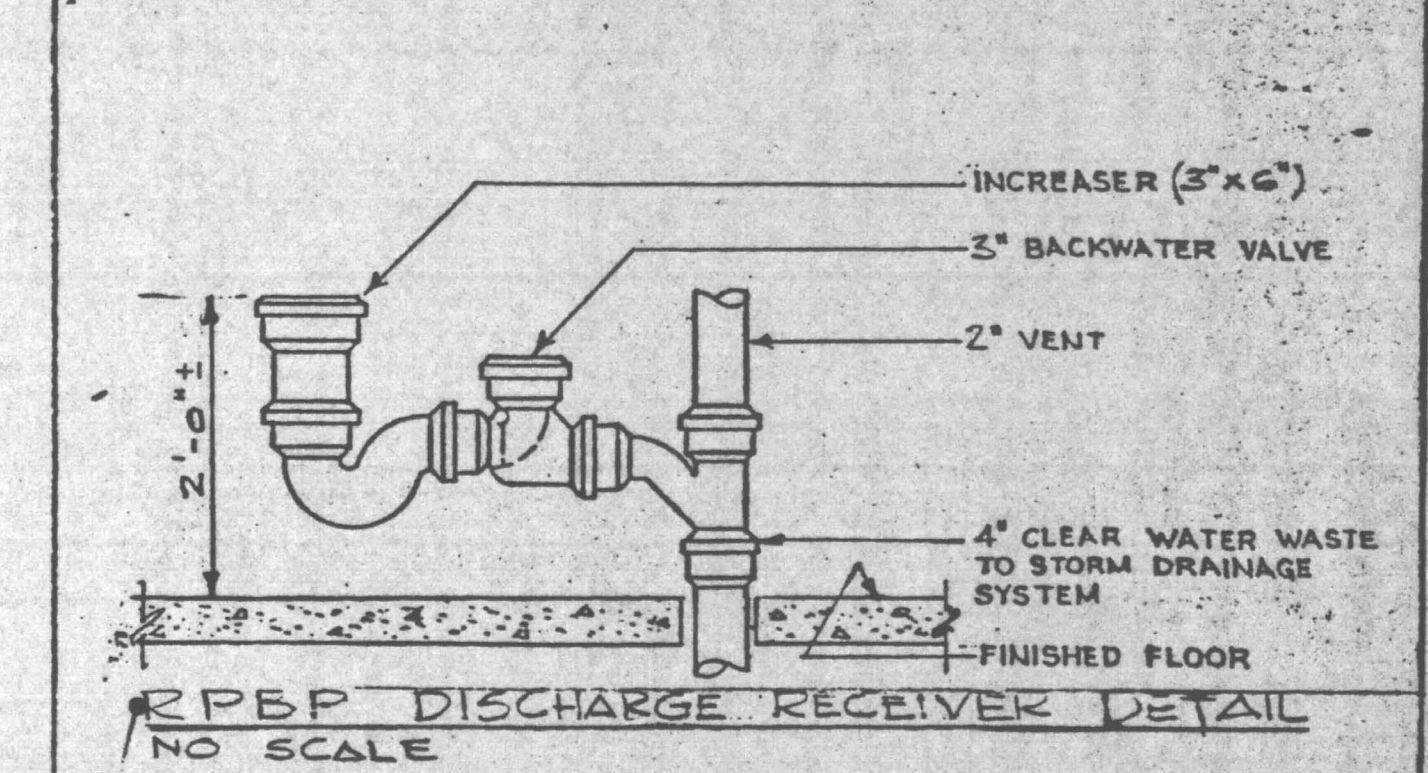 INCREASER (3" x 6")
3" BACKWATER VALVE
2" VENT
2'-0"±
4" CLEAR WATER WASTE
TO STORM DRAINAGE
SYSTEM
FINISHED FLOOR
RPBP DISCHARGE RECEIVER DETAIL
NO SCALE